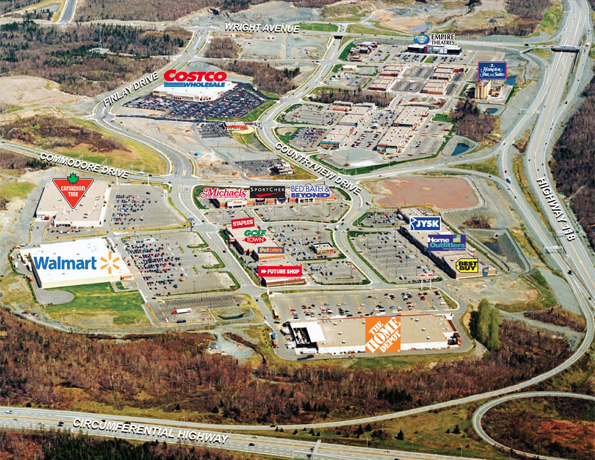 WRIGHT AVENUE
EMPIRE
THEATRES
Hampton
Inn & Suites
FINLAY DRIVE
COSTCO
WHOLESALE
COMMODORE DRIVE
COUNTRYVIEW DRIVE
HIGHWAY 118
CANADIAN
TIRE
Michaels
SPORTCHEK
BED BATH &
BEYOND
STAPLES
GOLF
TOWN
PetSmart
FUTURE SHOP
JYSK
Home
Outfitters
BEST
BUY
Walmart
THE
HOME
DEPOT
CIRCUMFERENTIAL HIGHWAY